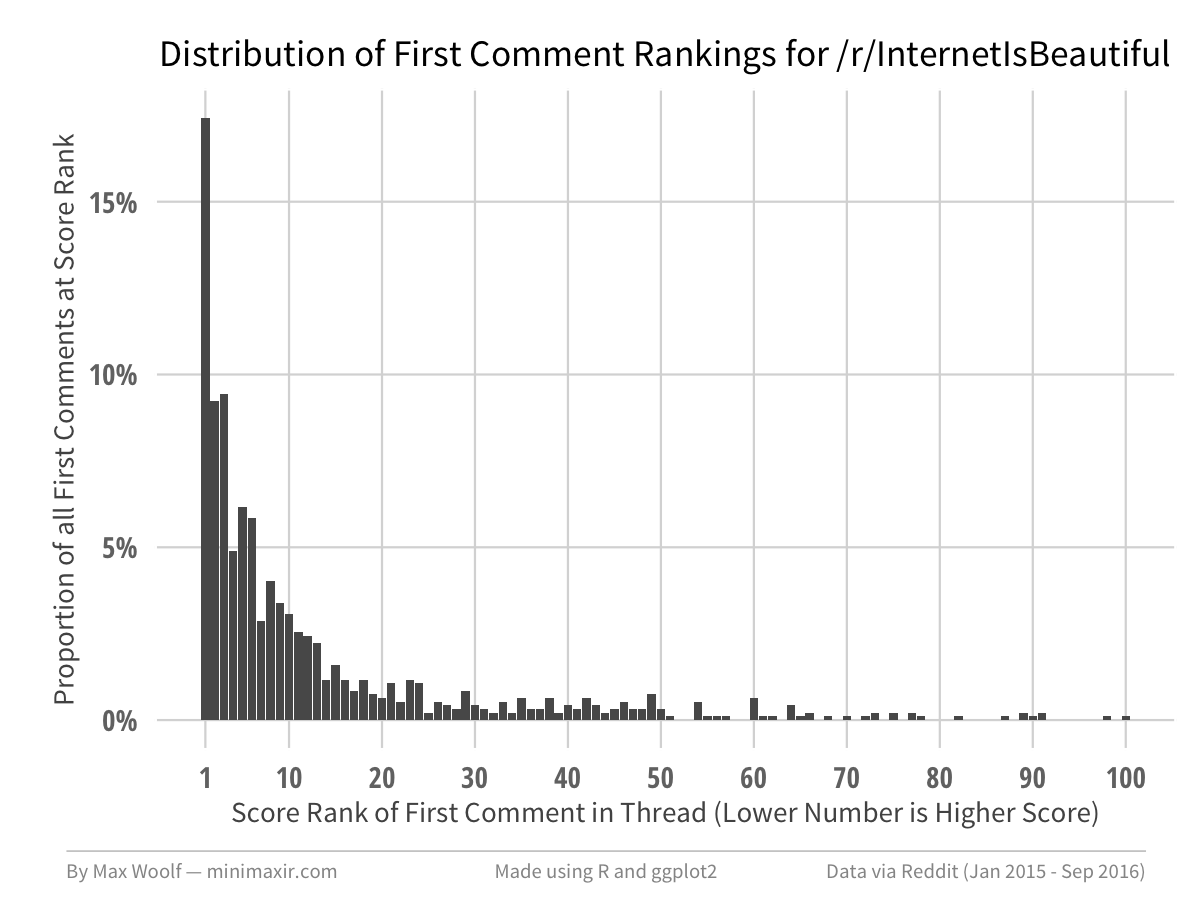 Distribution of First Comment Rankings for /r/InternetIsBeautiful
Proportion of all First Comments at Score Rank
15%
10%
5%
0%
1 10 20 30 40 50 60 70 80 90 100
Score Rank of First Comment in Thread (Lower Number is Higher Score)
By Max Woolf — minimaxir.com Made using R and ggplot2 Data via Reddit (Jan 2015 - Sep 2016)